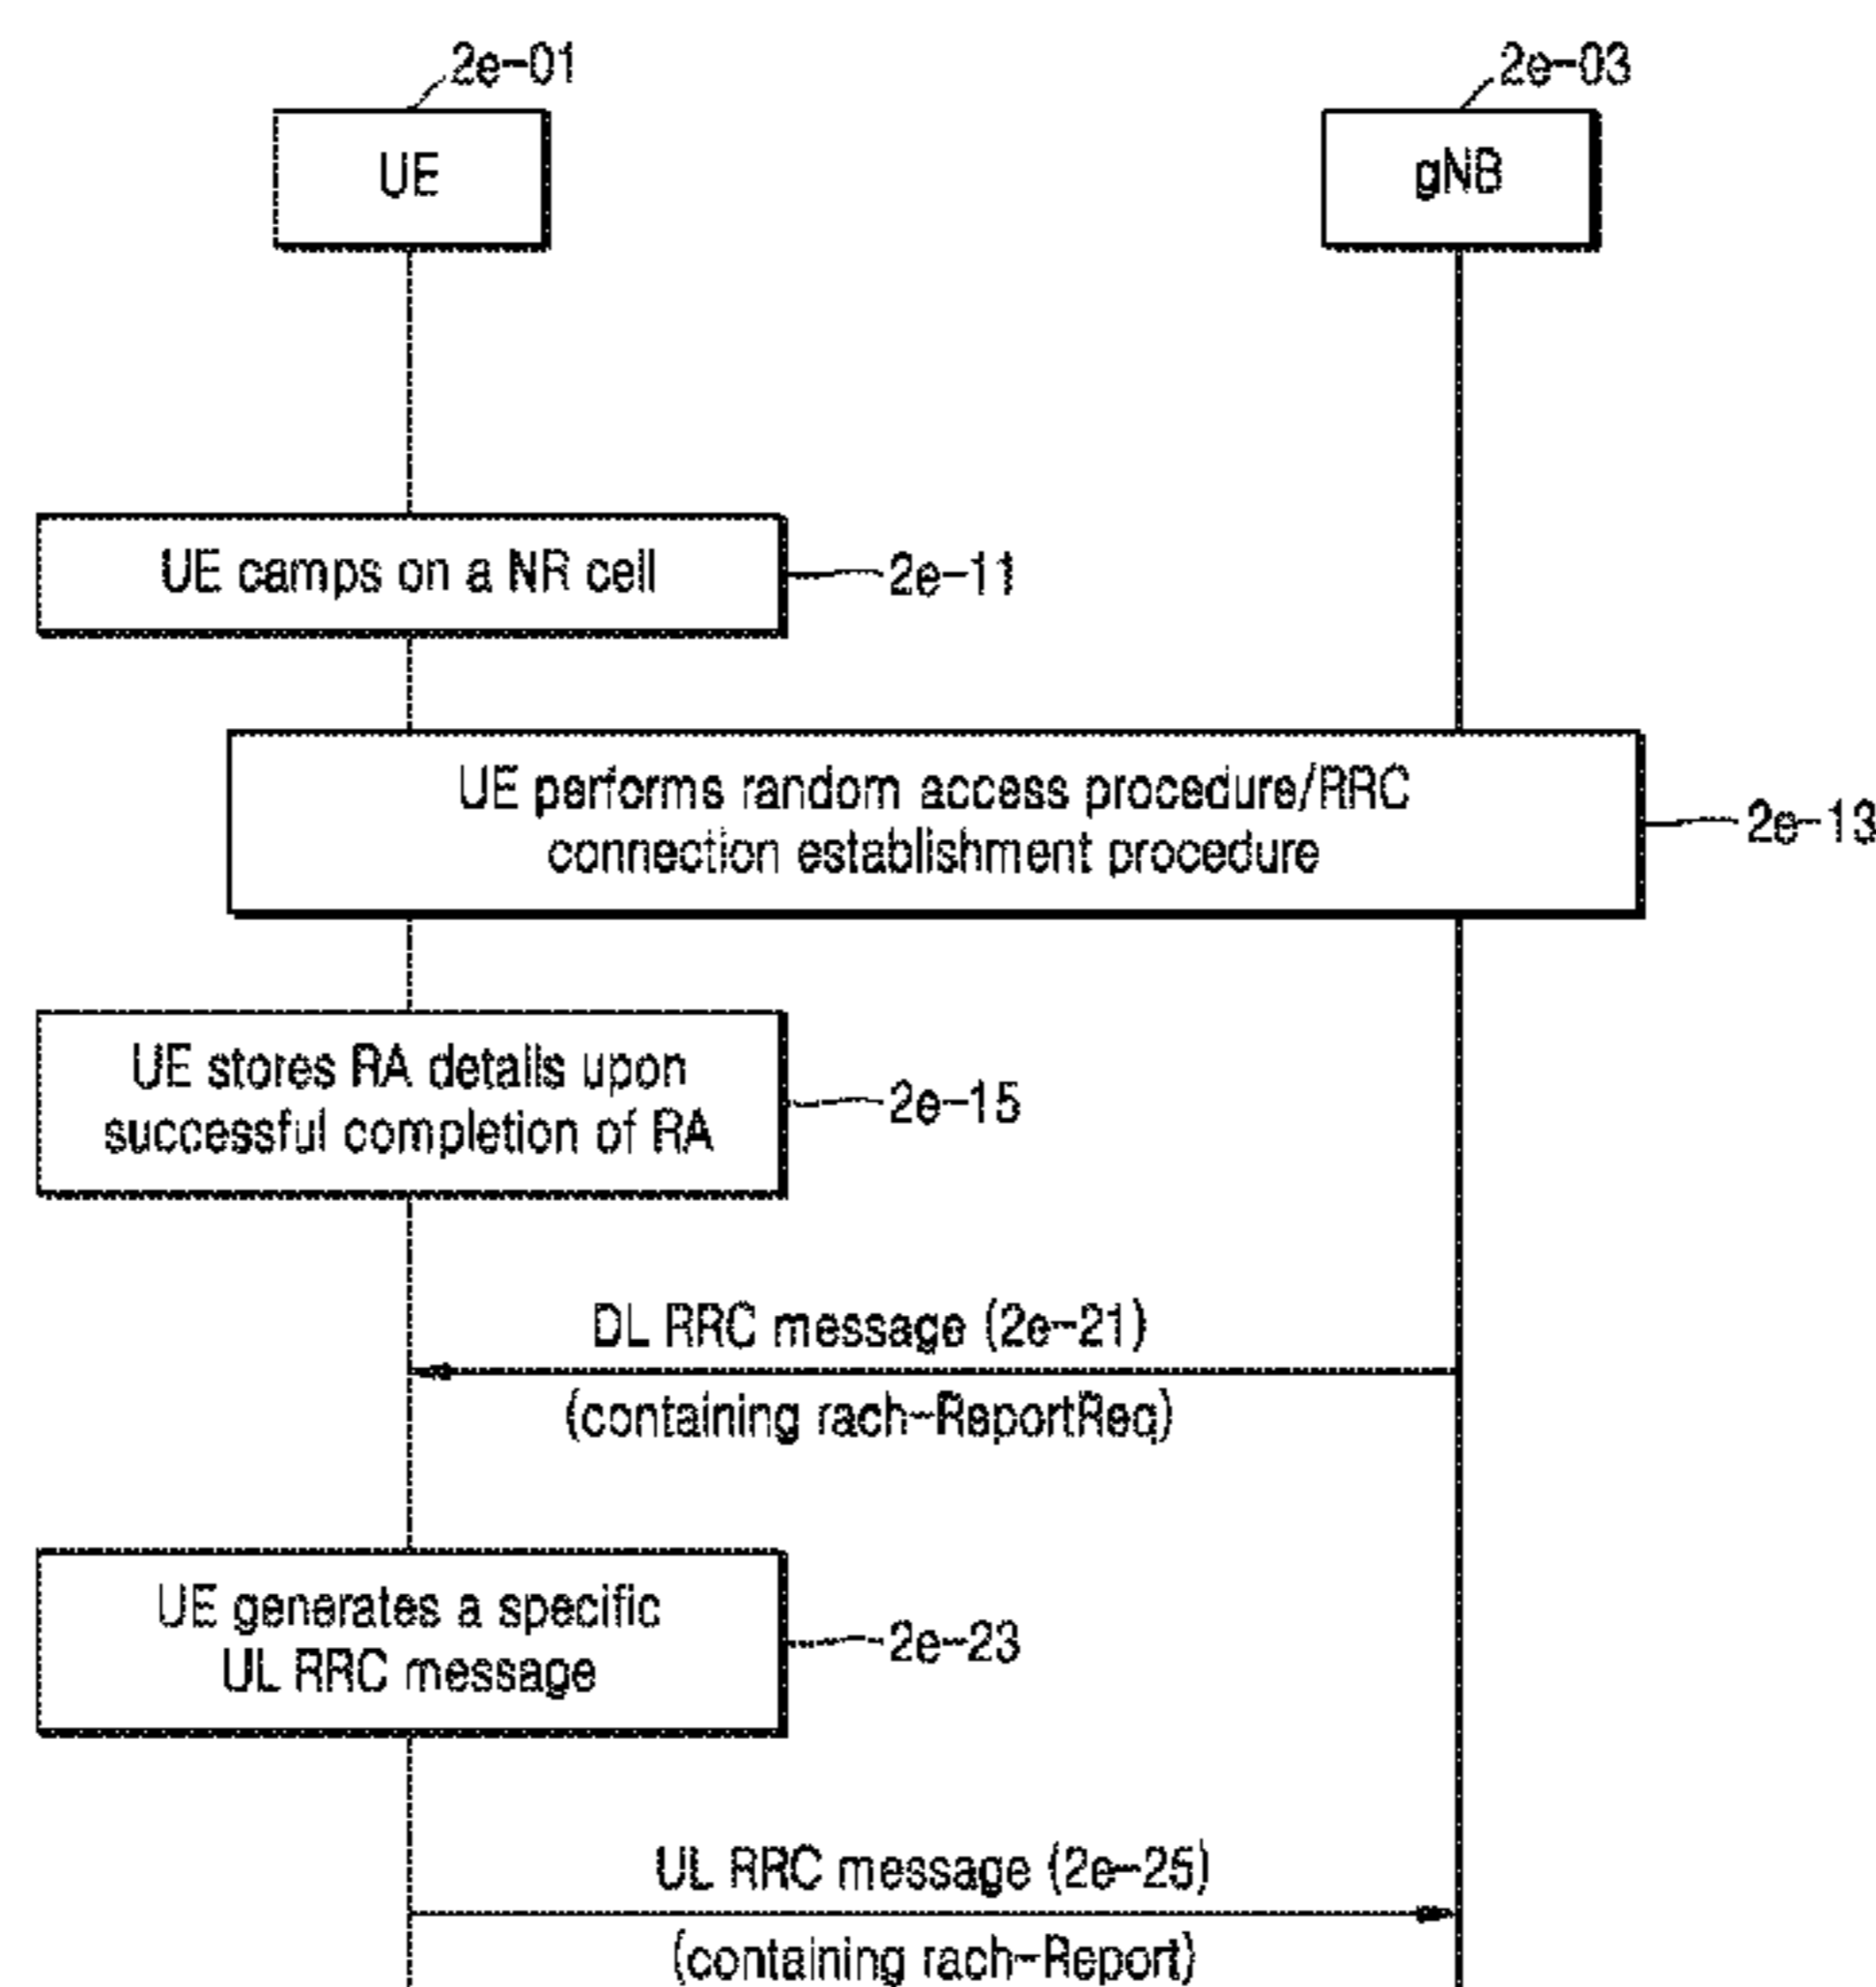 2e-01
2e-03
UE
gNB
UE camps on a NR cell
2e-11
UE performs random access procedure/RRC
connection establishment procedure
2e-13
UE stores RA details upon
successful completion of RA
2e-15
DL RRC message (2e-21)
(containing rach-ReportReq)
UE generates a specific
UL RRC message
2e-23
UL RRC message (2e-25)
(containing rach-Report)